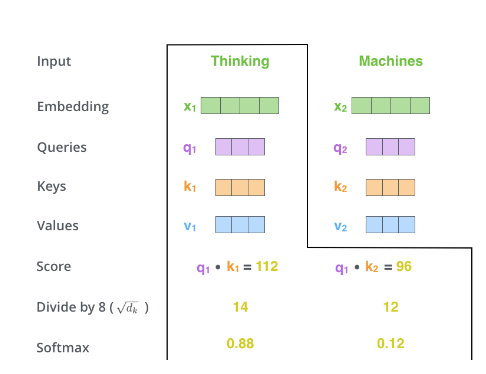 Input Thinking Machines
Embedding x₁ x₂
Queries q₁ q₂
Keys k₁ k₂
Values v₁ v₂
Score q₁ • k₁ = 112 q₁ • k₂ = 96
Divide by 8 ( √dₖ ) 14 12
Softmax 0.88 0.12